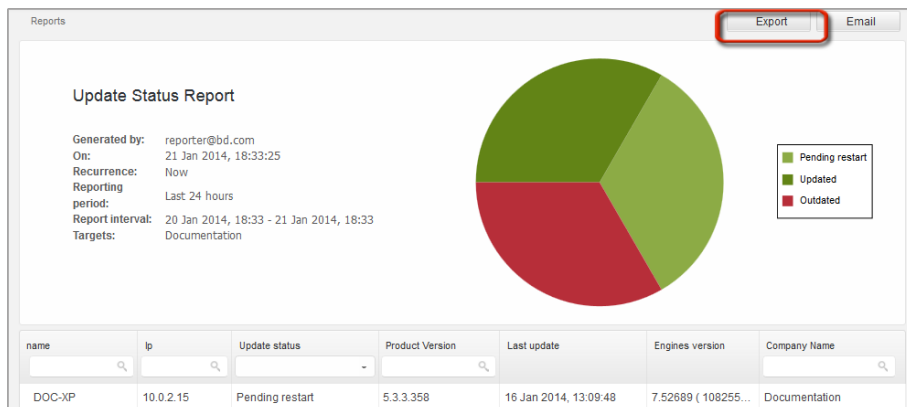 Reports
Export
Email
Update Status Report
Generated by: reporter@bd.com
On: 21 Jan 2014, 18:33:25
Recurrence: Now
Reporting period: Last 24 hours
Report interval: 20 Jan 2014, 18:33 - 21 Jan 2014, 18:33
Targets: Documentation
Pending restart
Updated
Outdated
name Ip Update status Product Version Last update Engines version Company Name
DOC-XP 10.0.2.15 Pending restart 5.3.3.358 16 Jan 2014, 13:09:48 7.52689 ( 108255... Documentation